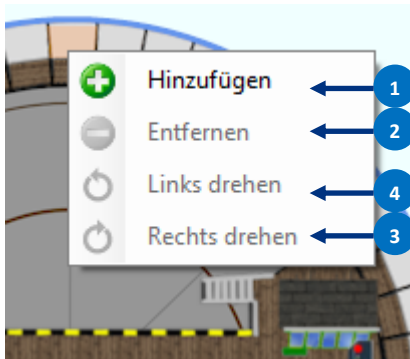 Hinzufügen 1
Entfernen 2
Links drehen 4
Rechts drehen 3